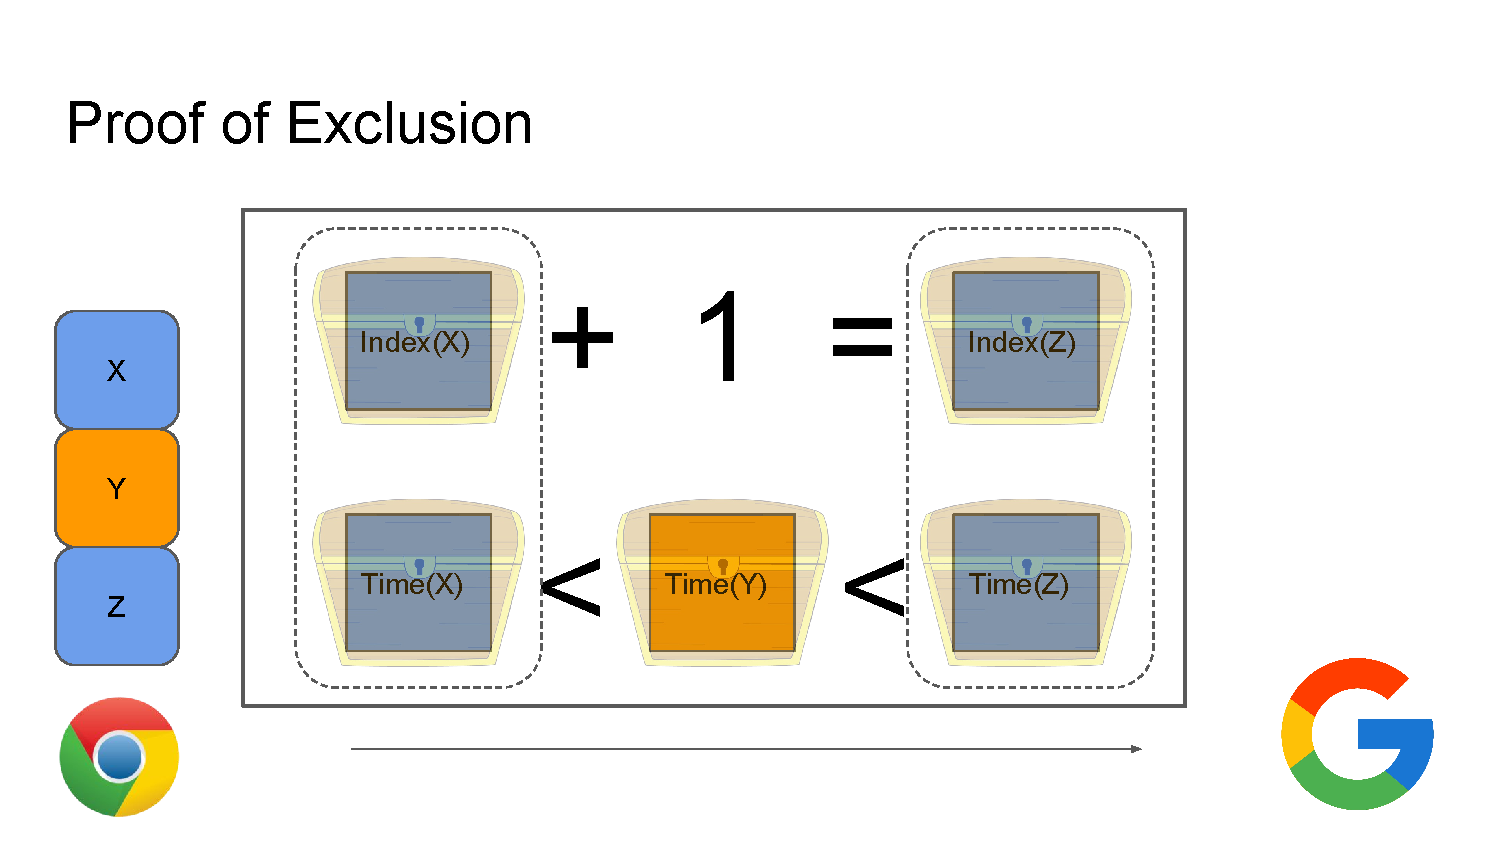 Proof of Exclusion
Index(X) + 1 = Index(Z)
X
Y
Z
Time(X) < Time(Y) < Time(Z)